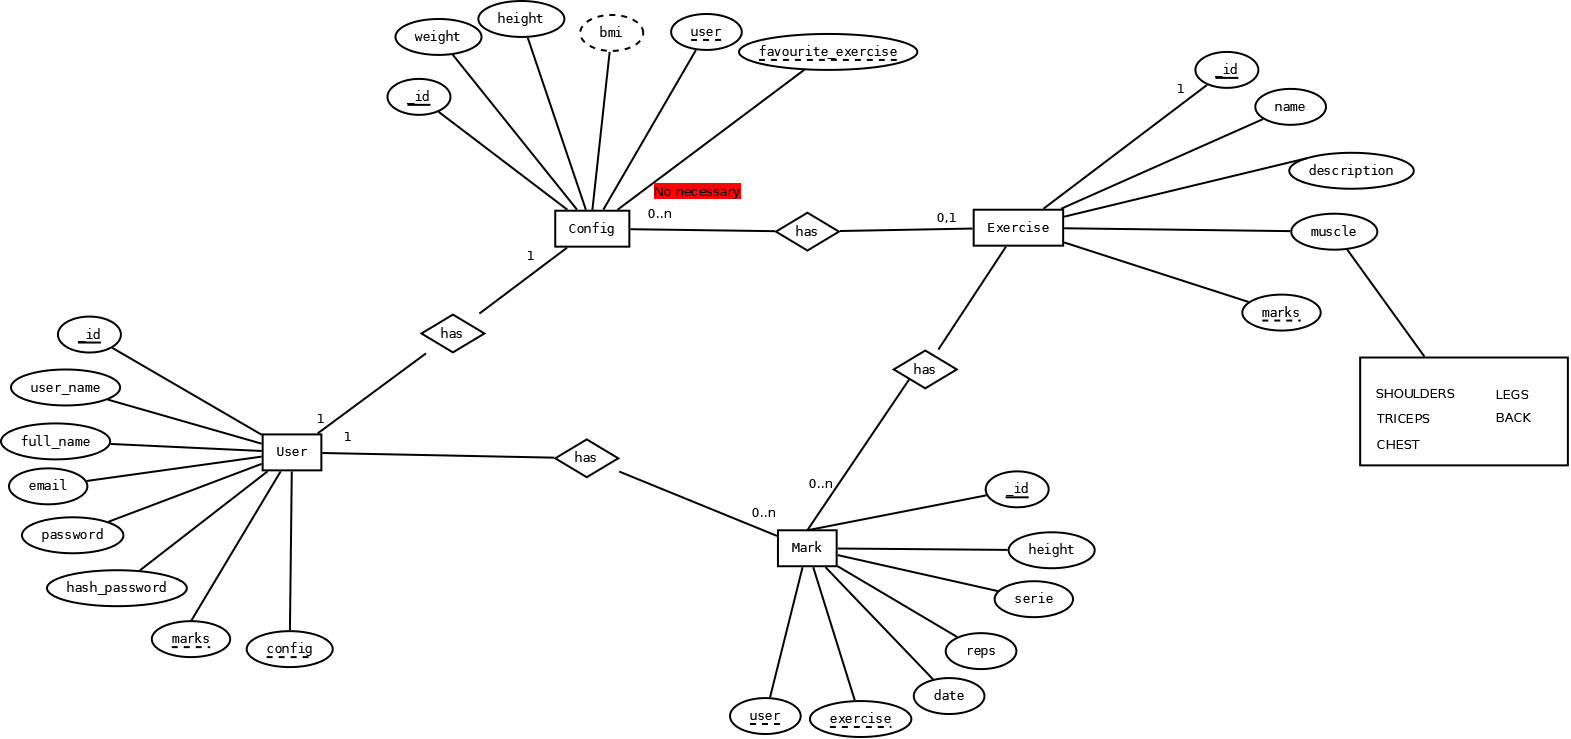 height
weight
bmi
user
favourite_exercise
_id
_id
1
name
description
No necessary
0..n
0,1
Config
has
Exercise
muscle
1
marks
has
_id
has
user_name
SHOULDERS
LEGS
TRICEPS
BACK
CHEST
1
1
full_name
User
has
email
0..n
_id
0..n
password
Mark
height
hash_password
serie
marks
config
reps
date
user
exercise